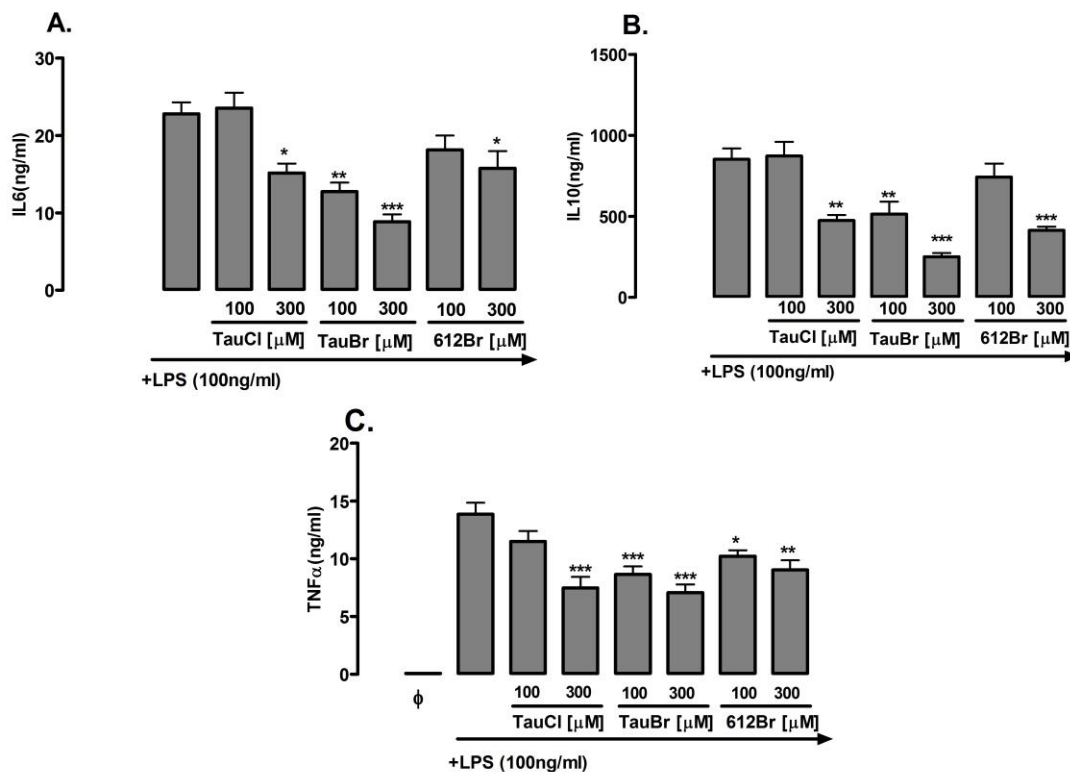 A.
30
20
10
0
IL6(ng/ml)
*
**
***
*
100 300 100 300 100 300
TauCl [μM] TauBr [μM] 612Br [μM]
+LPS (100ng/ml)
B.
1500
1000
500
0
IL10(ng/ml)
**
**
***
***
100 300 100 300 100 300
TauCl [μM] TauBr [μM] 612Br [μM]
+LPS (100ng/ml)
C.
20
15
10
5
0
TNFα(ng/ml)
***
***
***
*
**
ϕ
100 300 100 300 100 300
TauCl [μM] TauBr [μM] 612Br [μM]
+LPS (100ng/ml)